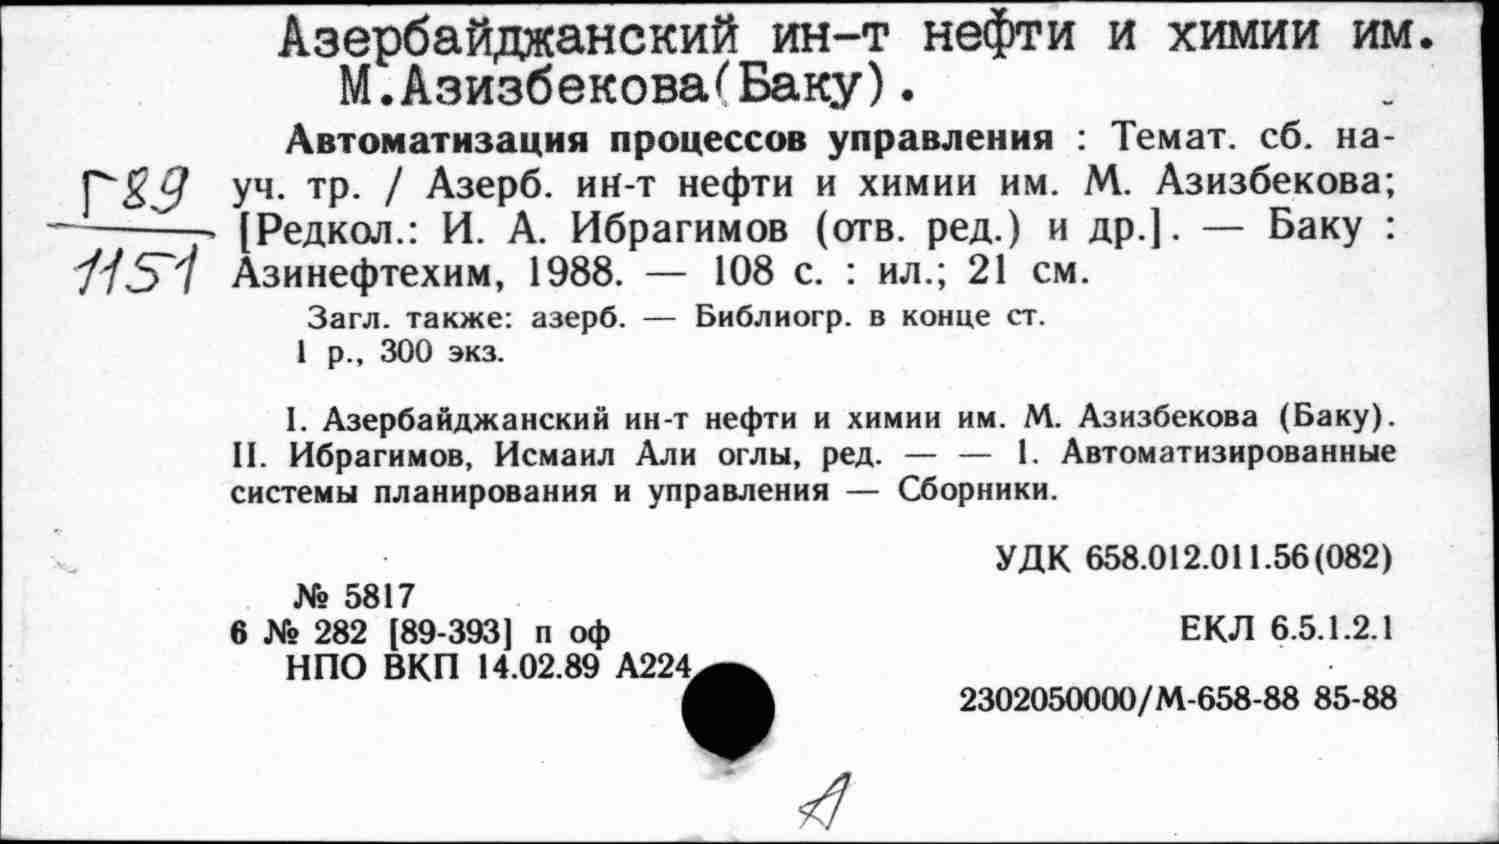 Азербайджанский ин-т нефти и химии им.
М.Азизбекова(Баку).
Автоматизация процессов управления : Темат. сб. на-
Г89 уч. тр. / Азерб. ин-т нефти и химии им. М. Азизбекова;
[Редкол.: И. А. Ибрагимов (отв. ред.) и др.]. — Баку :
1151 Азинефтехим, 1988. — 108 с. : ил.; 21 см.
Загл. также: азерб. — Библиогр. в конце ст.
1 р., 300 экз.
I. Азербайджанский ин-т нефти и химии им. М. Азизбекова (Баку).
II. Ибрагимов, Исмаил Али оглы, ред. — — 1. Автоматизированные
системы планирования и управления — Сборники.
УДК 658.012.011.56(082)
№ 5817
6 № 282 [89-393] п оф
ЕКЛ 6.5.1.2.1
НПО ВКП 14.02.89 А224
2302050000/М-658-88 85-88
А